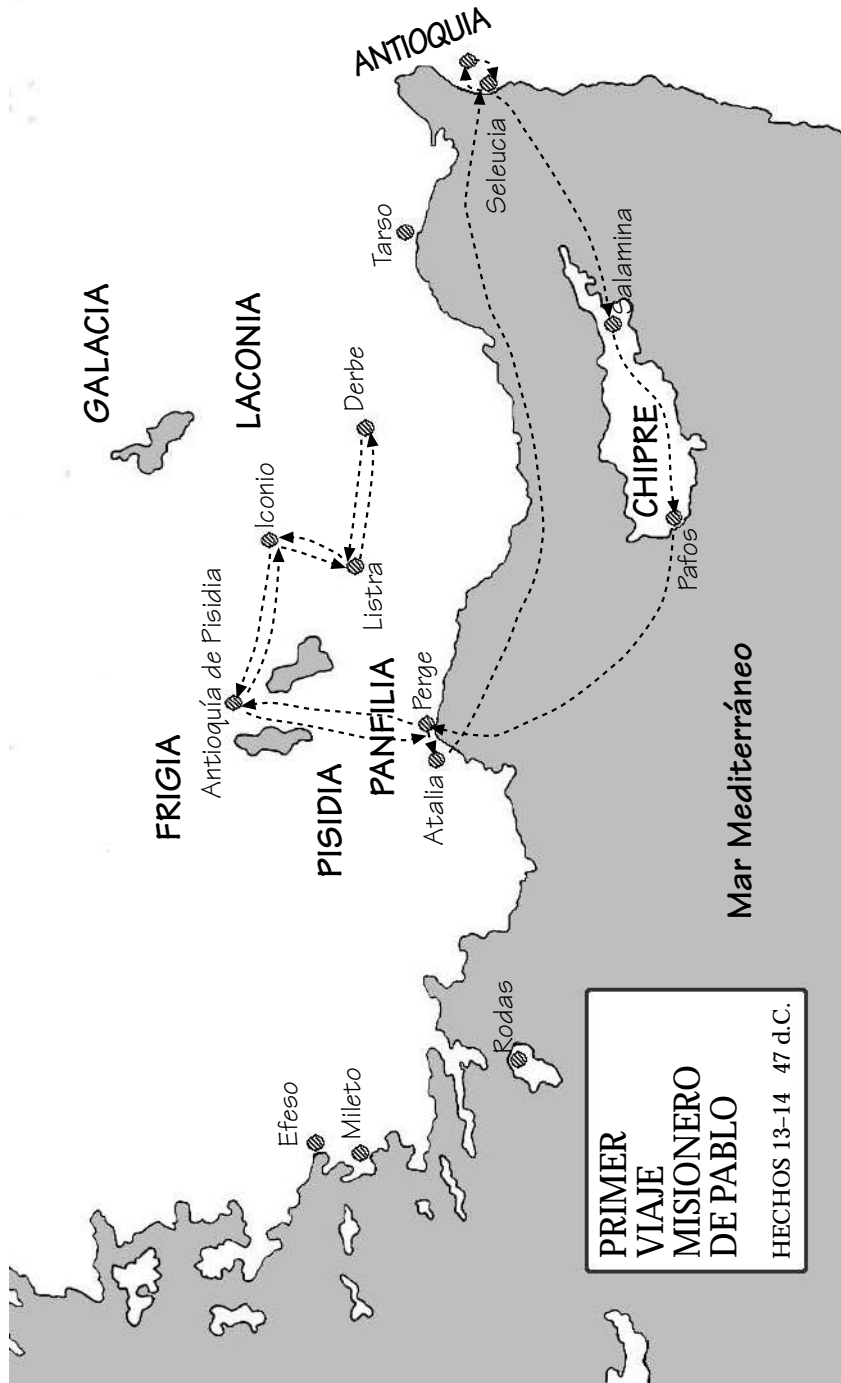 GALACIA
FRIGIA
LACONIA
Antioquía de Pisidia
Iconio
PISIDIA
PANFILIA
Listra
Derbe
Tarso
ANTIOQUIA
Seleucia
Efeso
Mileto
Atalia
Perge
Rodas
Salamina
CHIPRE
Pafos
Mar Mediterráneo
PRIMER
VIAJE
MISIONERO
DE PABLO
HECHOS 13-14 47 d.C.